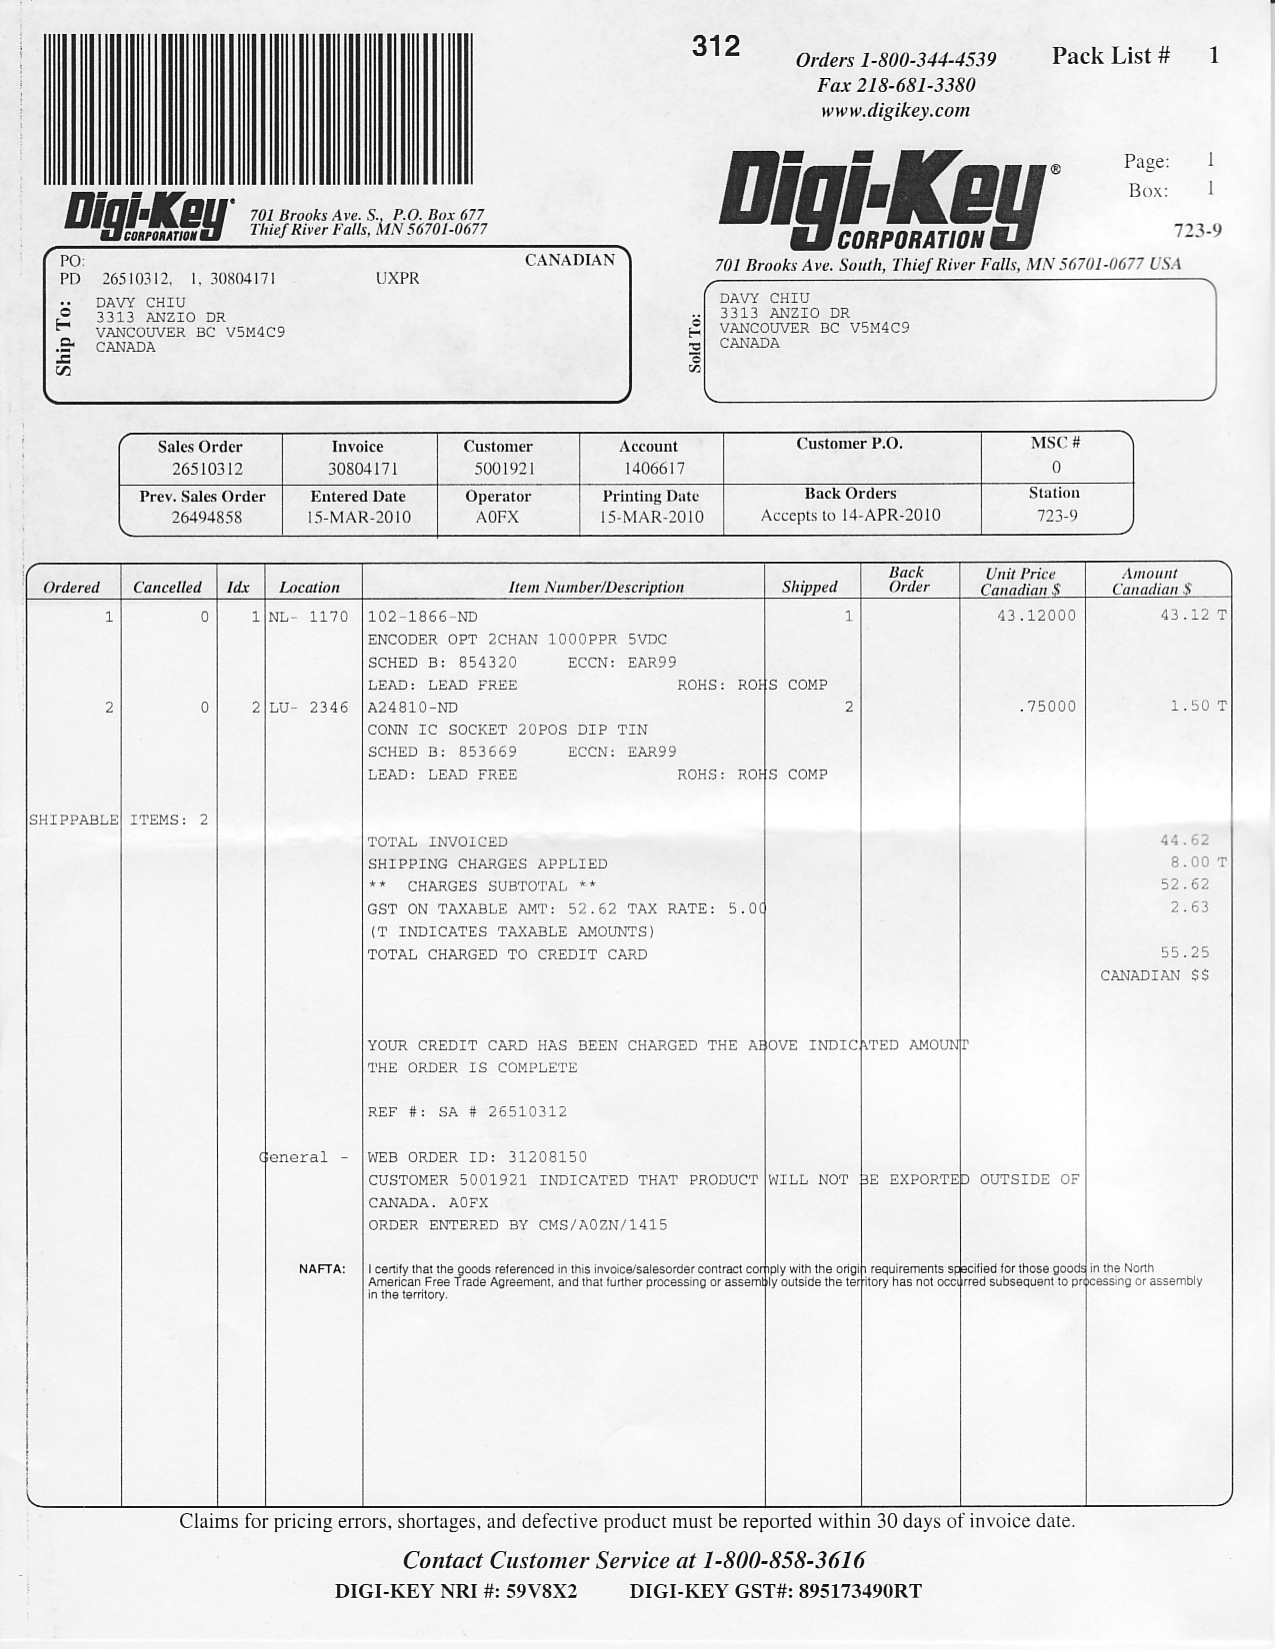 312
Orders 1-800-344-4539
Fax 218-681-3380
www.digikey.com
Pack List # 1
Digi-Key
CORPORATION
701 Brooks Ave. S., P.O. Box 677
Thief River Falls, MN 56701-0677
Digi-Key®
CORPORATION
701 Brooks Ave. South, Thief River Falls, MN 56701-0677 USA
Page: 1
Box: 1
723-9
PO: CANADIAN
PD 26510312, 1, 30804171 UXPR
Ship To:
DAVY CHIU
3313 ANZIO DR
VANCOUVER BC V5M4C9
CANADA
Sold To:
DAVY CHIU
3313 ANZIO DR
VANCOUVER BC V5M4C9
CANADA
Sales Order Invoice Customer Account Customer P.O. MSC #
26510312 30804171 5001921 1406617 0
Prev. Sales Order Entered Date Operator Printing Date Back Orders Station
26494858 15-MAR-2010 A0FX 15-MAR-2010 Accepts to 14-APR-2010 723-9
Ordered Cancelled Idx Location Item Number/Description Shipped Back Order Unit Price Canadian $ Amount Canadian $
1 0 1 NL- 1170 102-1866-ND 1 43.12000 43.12 T
ENCODER OPT 2CHAN 1000PPR 5VDC
SCHED B: 854320 ECCN: EAR99
LEAD: LEAD FREE ROHS: ROHS COMP
2 0 2 LU- 2346 A24810-ND 2 .75000 1.50 T
CONN IC SOCKET 20POS DIP TIN
SCHED B: 853669 ECCN: EAR99
LEAD: LEAD FREE ROHS: ROHS COMP
SHIPPABLE ITEMS: 2
TOTAL INVOICED 44.62
SHIPPING CHARGES APPLIED 8.00 T
** CHARGES SUBTOTAL ** 52.62
GST ON TAXABLE AMT: 52.62 TAX RATE: 5.00 2.63
(T INDICATES TAXABLE AMOUNTS)
TOTAL CHARGED TO CREDIT CARD 55.25
CANADIAN $$
YOUR CREDIT CARD HAS BEEN CHARGED THE ABOVE INDICATED AMOUNT
THE ORDER IS COMPLETE
REF #: SA # 26510312
General - WEB ORDER ID: 31208150
CUSTOMER 5001921 INDICATED THAT PRODUCT WILL NOT BE EXPORTED OUTSIDE OF
CANADA. A0FX
ORDER ENTERED BY CMS/A0ZN/1415
NAFTA: I certify that the goods referenced in this invoice/salesorder contract comply with the origin requirements specified for those goods in the North
American Free Trade Agreement, and that further processing or assembly outside the territory has not occurred subsequent to processing or assembly
in the territory.
Claims for pricing errors, shortages, and defective product must be reported within 30 days of invoice date.
Contact Customer Service at 1-800-858-3616
DIGI-KEY NRI #: 59V8X2 DIGI-KEY GST#: 895173490RT